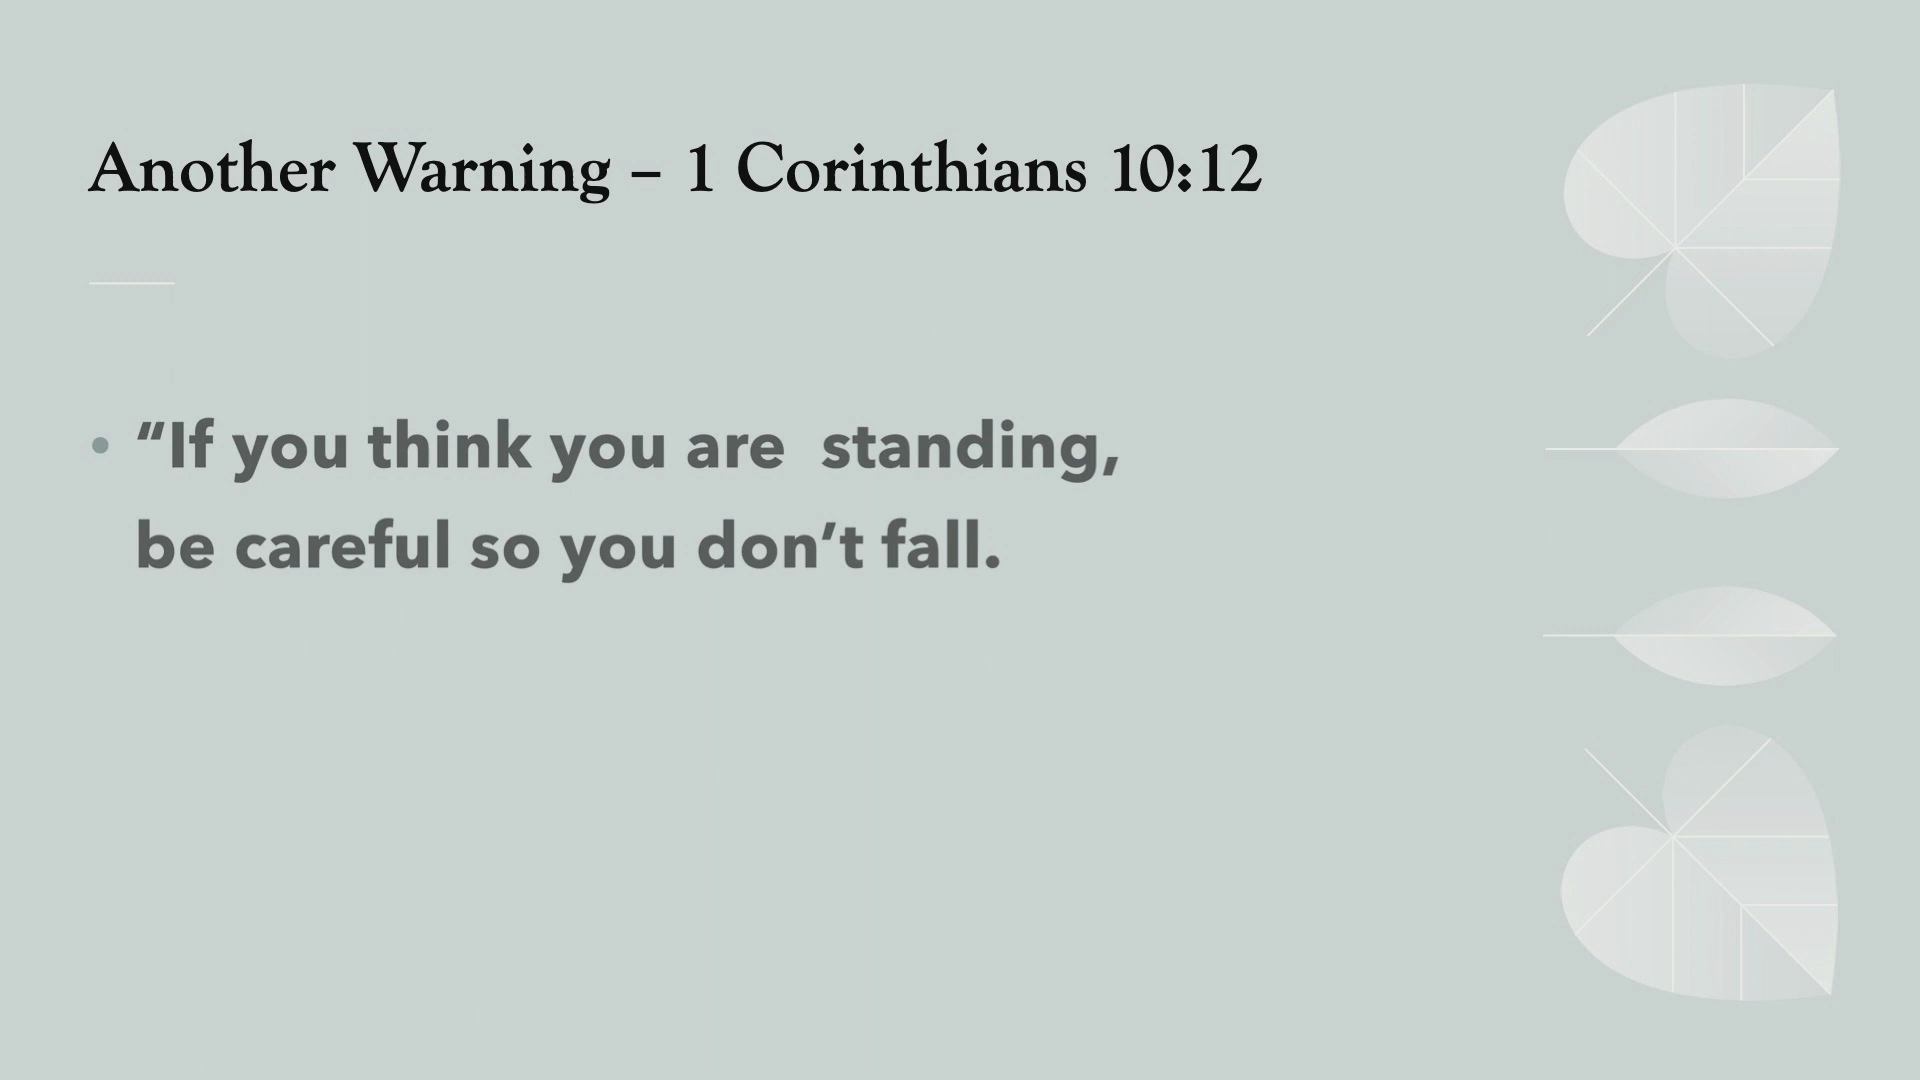 Another Warning – 1 Corinthians 10:12
• “If you think you are  standing,
be careful so you don’t fall.